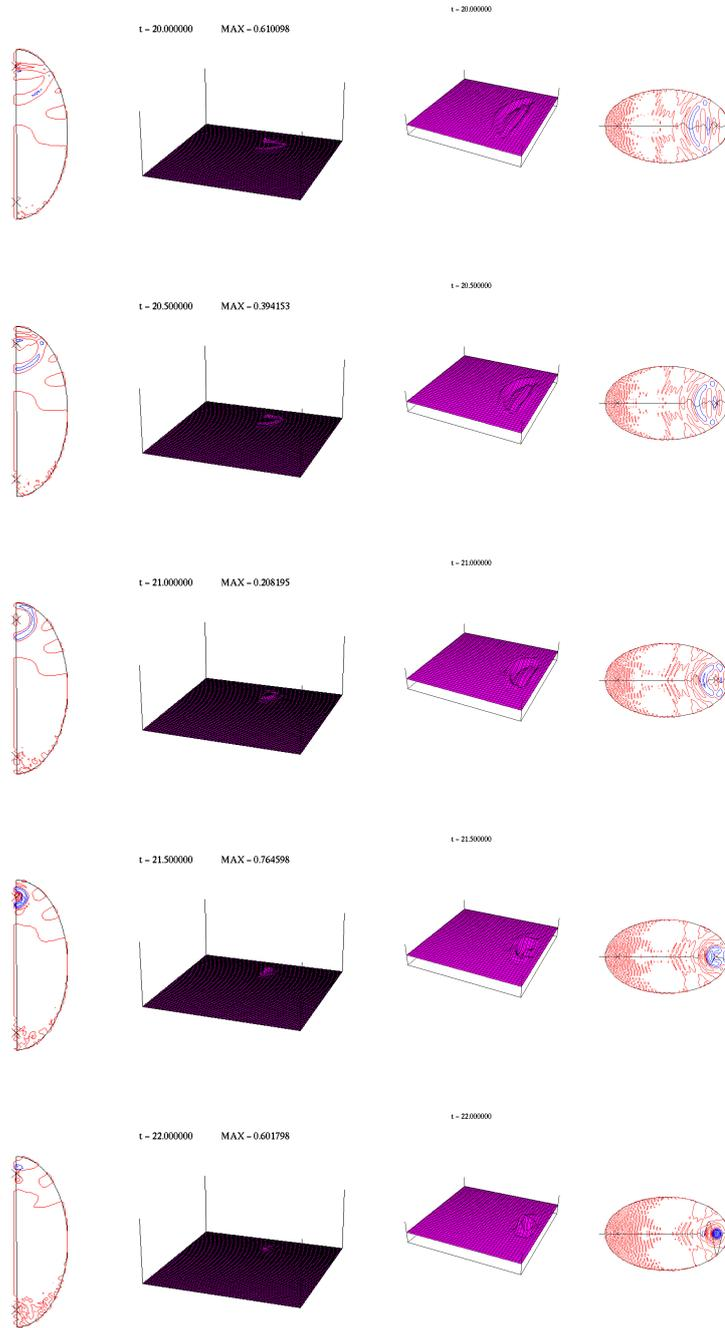 t = 20.000000
t = 20.000000 MAX = 0.610098
t = 20.500000
t = 20.500000 MAX = 0.394153
t = 21.000000
t = 21.000000 MAX = 0.208195
t = 21.500000
t = 21.500000 MAX = 0.764598
t = 22.000000
t = 22.000000 MAX = 0.601798